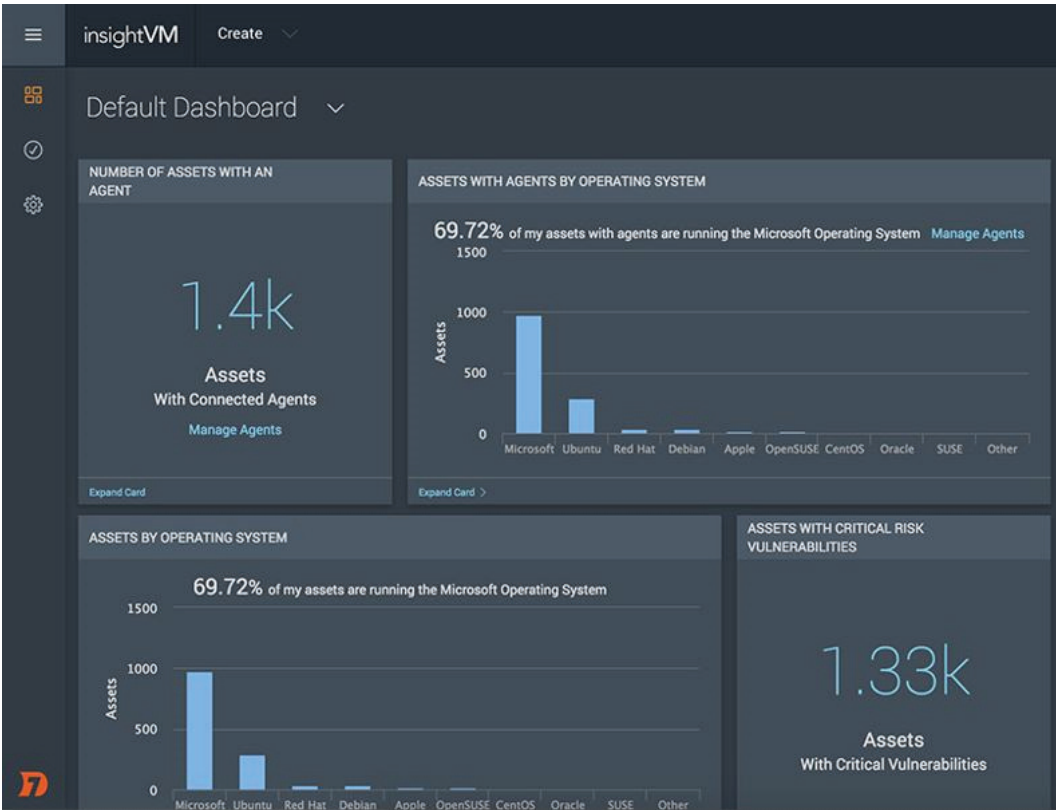 insightVM Create
Default Dashboard
NUMBER OF ASSETS WITH AN
AGENT
1.4k
Assets
With Connected Agents
Manage Agents
Expand Card
ASSETS WITH AGENTS BY OPERATING SYSTEM
69.72% of my assets with agents are running the Microsoft Operating System Manage Agents
1500
1000
500
0
Assets
Microsoft Ubuntu Red Hat Debian Apple OpenSUSE CentOS Oracle SUSE Other
Expand Card >
ASSETS BY OPERATING SYSTEM
69.72% of my assets are running the Microsoft Operating System
1500
1000
500
0
Assets
Microsoft Ubuntu Red Hat Debian Apple OpenSUSE CentOS Oracle SUSE Other
ASSETS WITH CRITICAL RISK
VULNERABILITIES
1.33k
Assets
With Critical Vulnerabilities